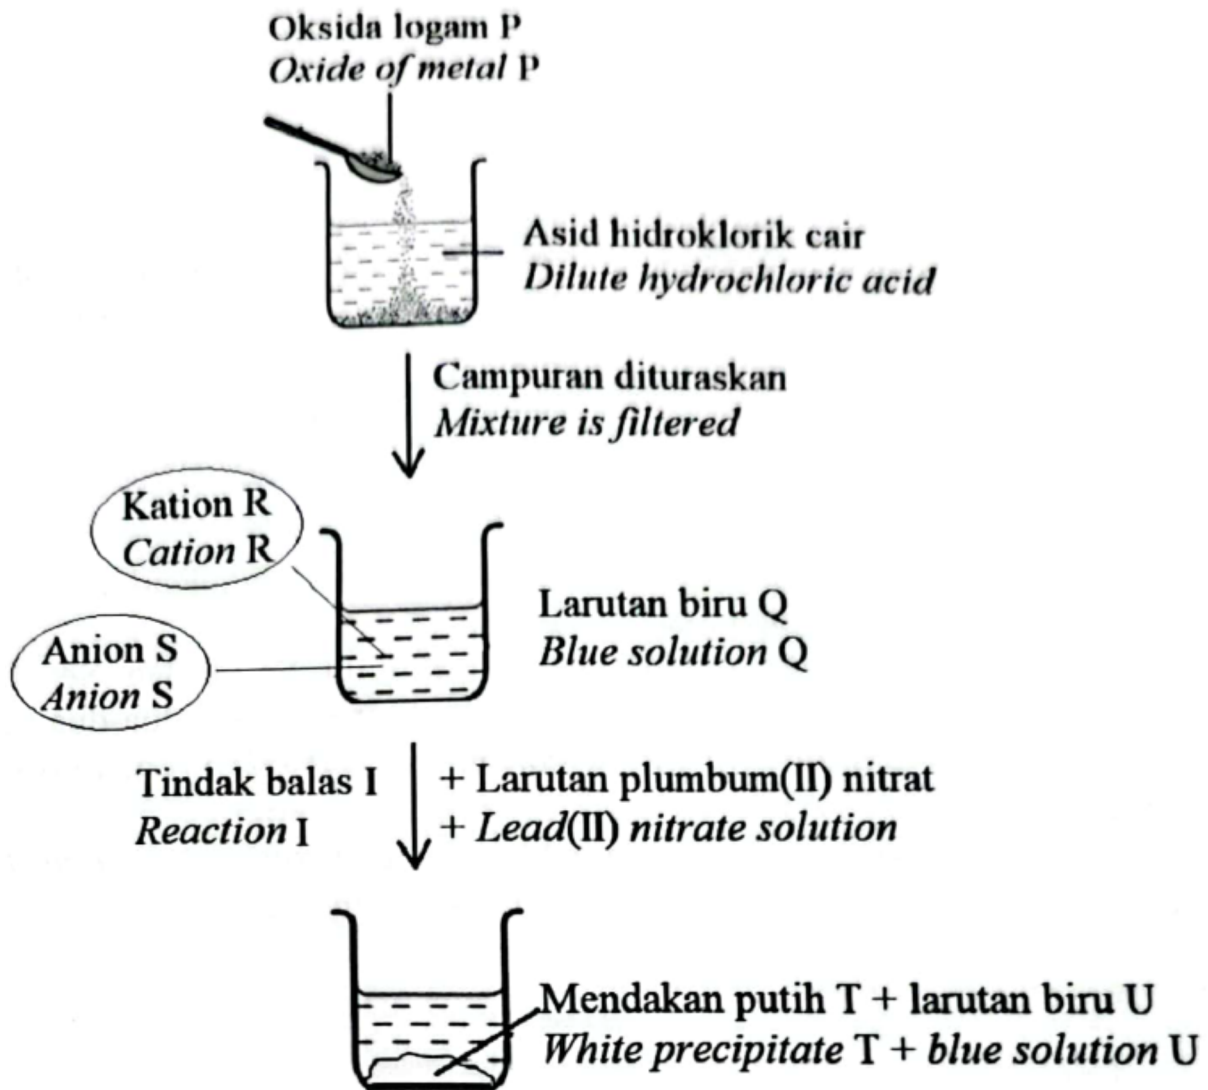 Oksida logam P
Oxide of metal P
Asid hidroklorik cair
Dilute hydrochloric acid
Campuran dituraskan
Mixture is filtered
Kation R
Cation R
Larutan biru Q
Blue solution Q
Anion S
Anion S
Tindak balas I
Reaction I
+ Larutan plumbum(II) nitrat
+ Lead(II) nitrate solution
Mendakan putih T + larutan biru U
White precipitate T + blue solution U